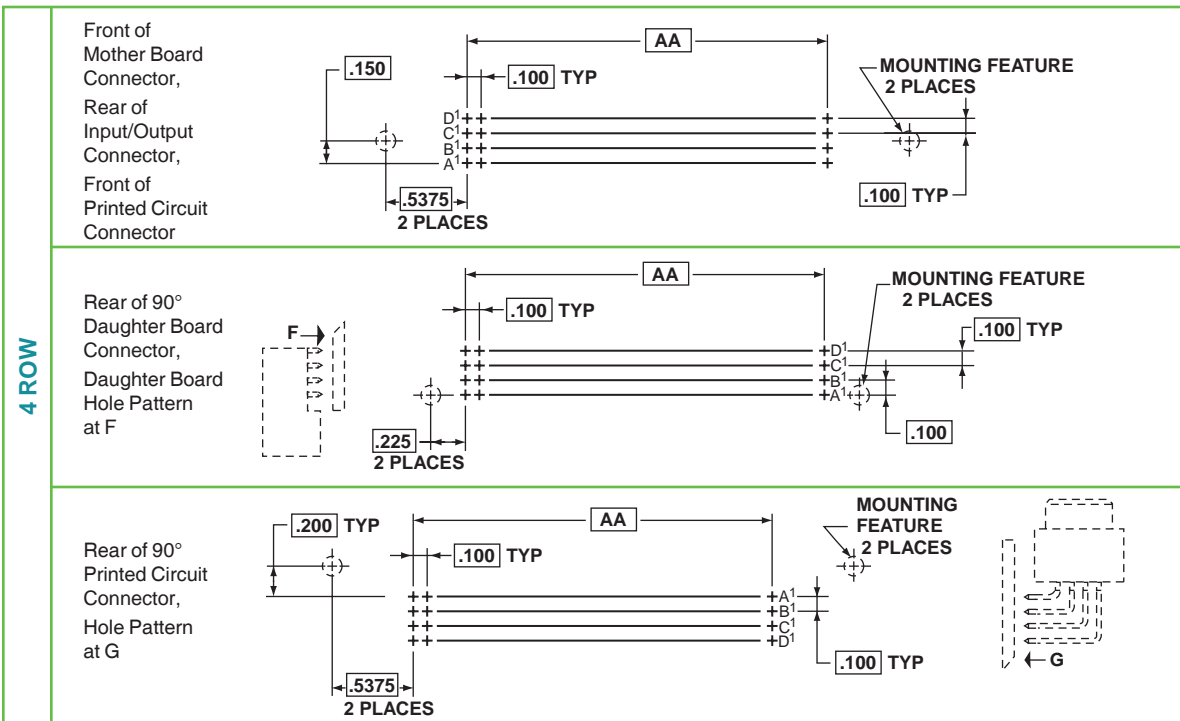 4 ROW
Front of
Mother Board
Connector,
Rear of
Input/Output
Connector,
Front of
Printed Circuit
Connector
.150
AA
.100 TYP
MOUNTING FEATURE
2 PLACES
D1
C1
B1
A1
.5375
2 PLACES
.100 TYP
Rear of 90°
Daughter Board
Connector,
Daughter Board
Hole Pattern
at F
F
AA
.100 TYP
MOUNTING FEATURE
2 PLACES
.100 TYP
D1
C1
B1
A1
.225
2 PLACES
.100
Rear of 90°
Printed Circuit
Connector,
Hole Pattern
at G
.200 TYP
AA
.100 TYP
MOUNTING
FEATURE
2 PLACES
A1
B1
C1
D1
.100 TYP
.5375
2 PLACES
G